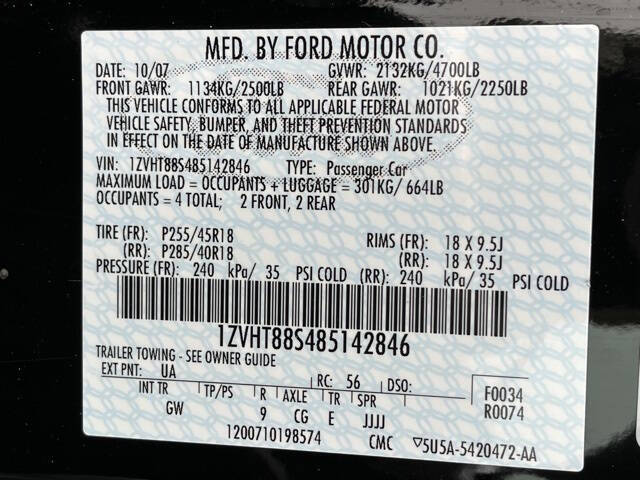 MFD. BY FORD MOTOR CO.
DATE: 10/07 GVWR: 2132KG/4700LB
FRONT GAWR: 1134KG/2500LB REAR GAWR: 1021KG/2250LB
THIS VEHICLE CONFORMS TO ALL APPLICABLE FEDERAL MOTOR
VEHICLE SAFETY, BUMPER, AND THEFT PREVENTION STANDARDS
IN EFFECT ON THE DATE OF MANUFACTURE SHOWN ABOVE.
VIN: 1ZVHT88S485142846 TYPE: Passenger Car
MAXIMUM LOAD = OCCUPANTS + LUGGAGE = 301KG/ 664LB
OCCUPANTS = 4 TOTAL; 2 FRONT, 2 REAR
TIRE (FR): P255/45R18 RIMS (FR): 18 X 9.5J
(RR): P285/40R18 (RR): 18 X 9.5J
PRESSURE (FR): 240 kPa/ 35 PSI COLD (RR): 240 kPa/ 35 PSI COLD
1ZVHT88S485142846
TRAILER TOWING - SEE OWNER GUIDE
EXT PNT: UA RC: 56 DSO: F0034
INT TR TP/PS R AXLE TR SPR R0074
GW 9 CG E JJJJ
1200710198574 CMC ▽5U5A-5420472-AA